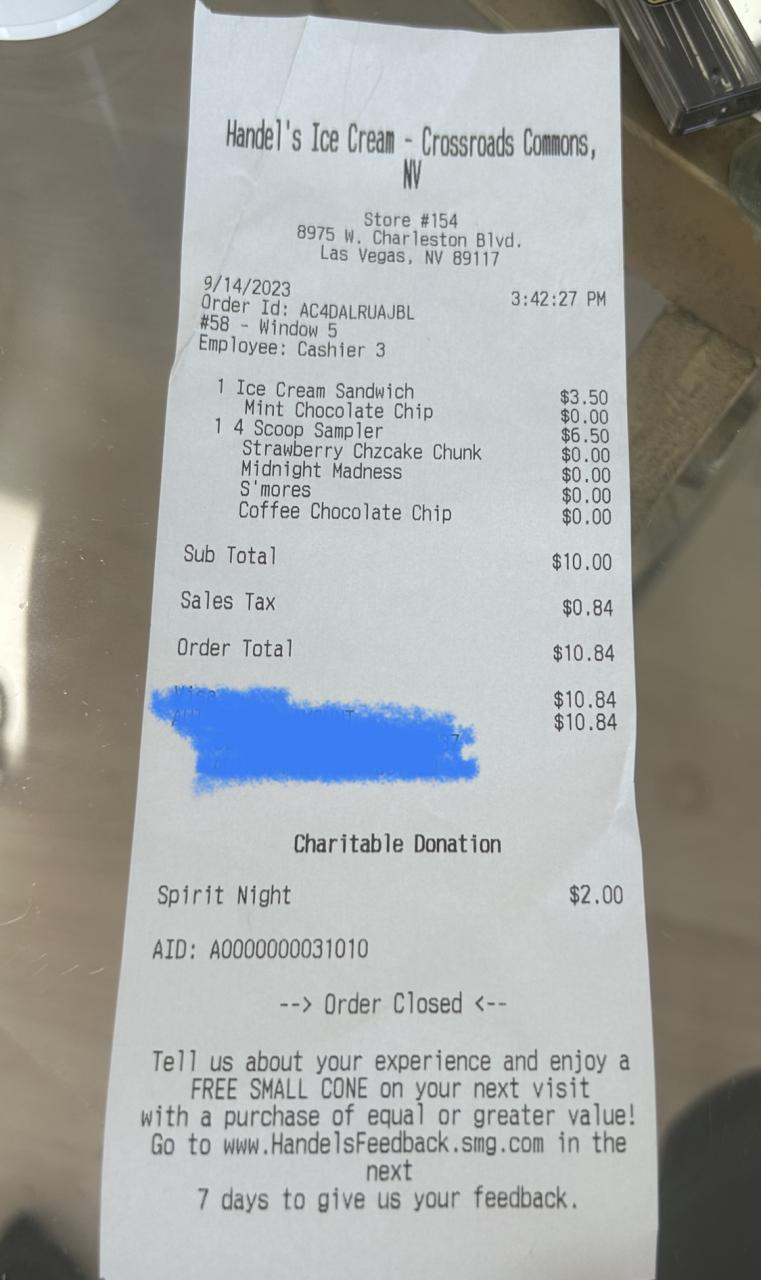 Handel's Ice Cream - Crossroads Commons,
NV
Store #154
8975 W. Charleston Blvd.
Las Vegas, NV 89117
9/14/2023 3:42:27 PM
Order Id: AC4DALRUAJBL
#58 - Window 5
Employee: Cashier 3
1 Ice Cream Sandwich $3.50
Mint Chocolate Chip $0.00
1 4 Scoop Sampler $6.50
Strawberry Chzcake Chunk $0.00
Midnight Madness $0.00
S'mores $0.00
Coffee Chocolate Chip $0.00
Sub Total $10.00
Sales Tax $0.84
Order Total $10.84
$10.84
$10.84
Charitable Donation
Spirit Night $2.00
AID: A0000000031010
--> Order Closed <--
Tell us about your experience and enjoy a
FREE SMALL CONE on your next visit
with a purchase of equal or greater value!
Go to www.HandelsFeedback.smg.com in the
next
7 days to give us your feedback.